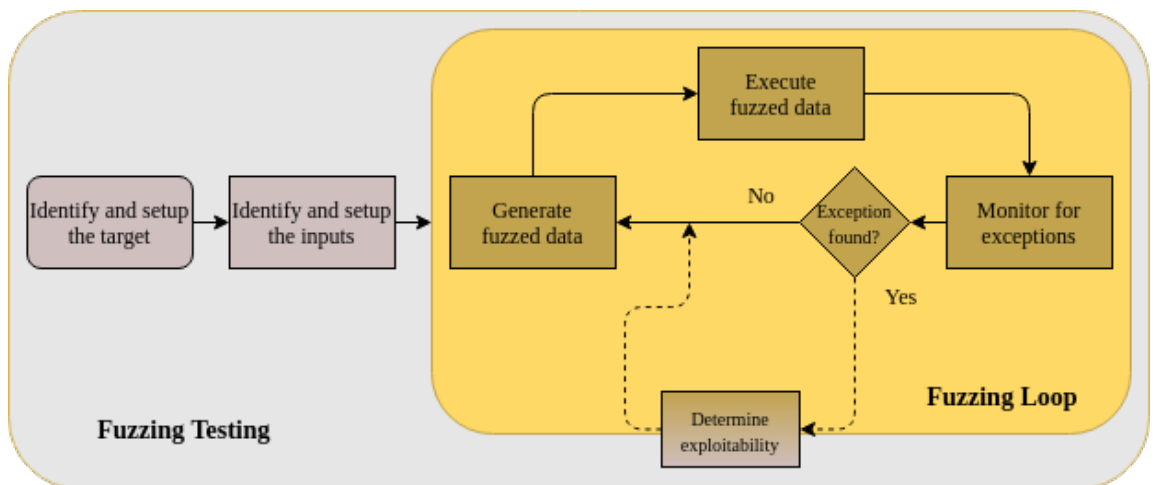 Identify and setup
the target
Identify and setup
the inputs
Generate
fuzzed data
Execute
fuzzed data
Monitor for
exceptions
Exception
found?
No
Yes
Determine
exploitability
Fuzzing Loop
Fuzzing Testing